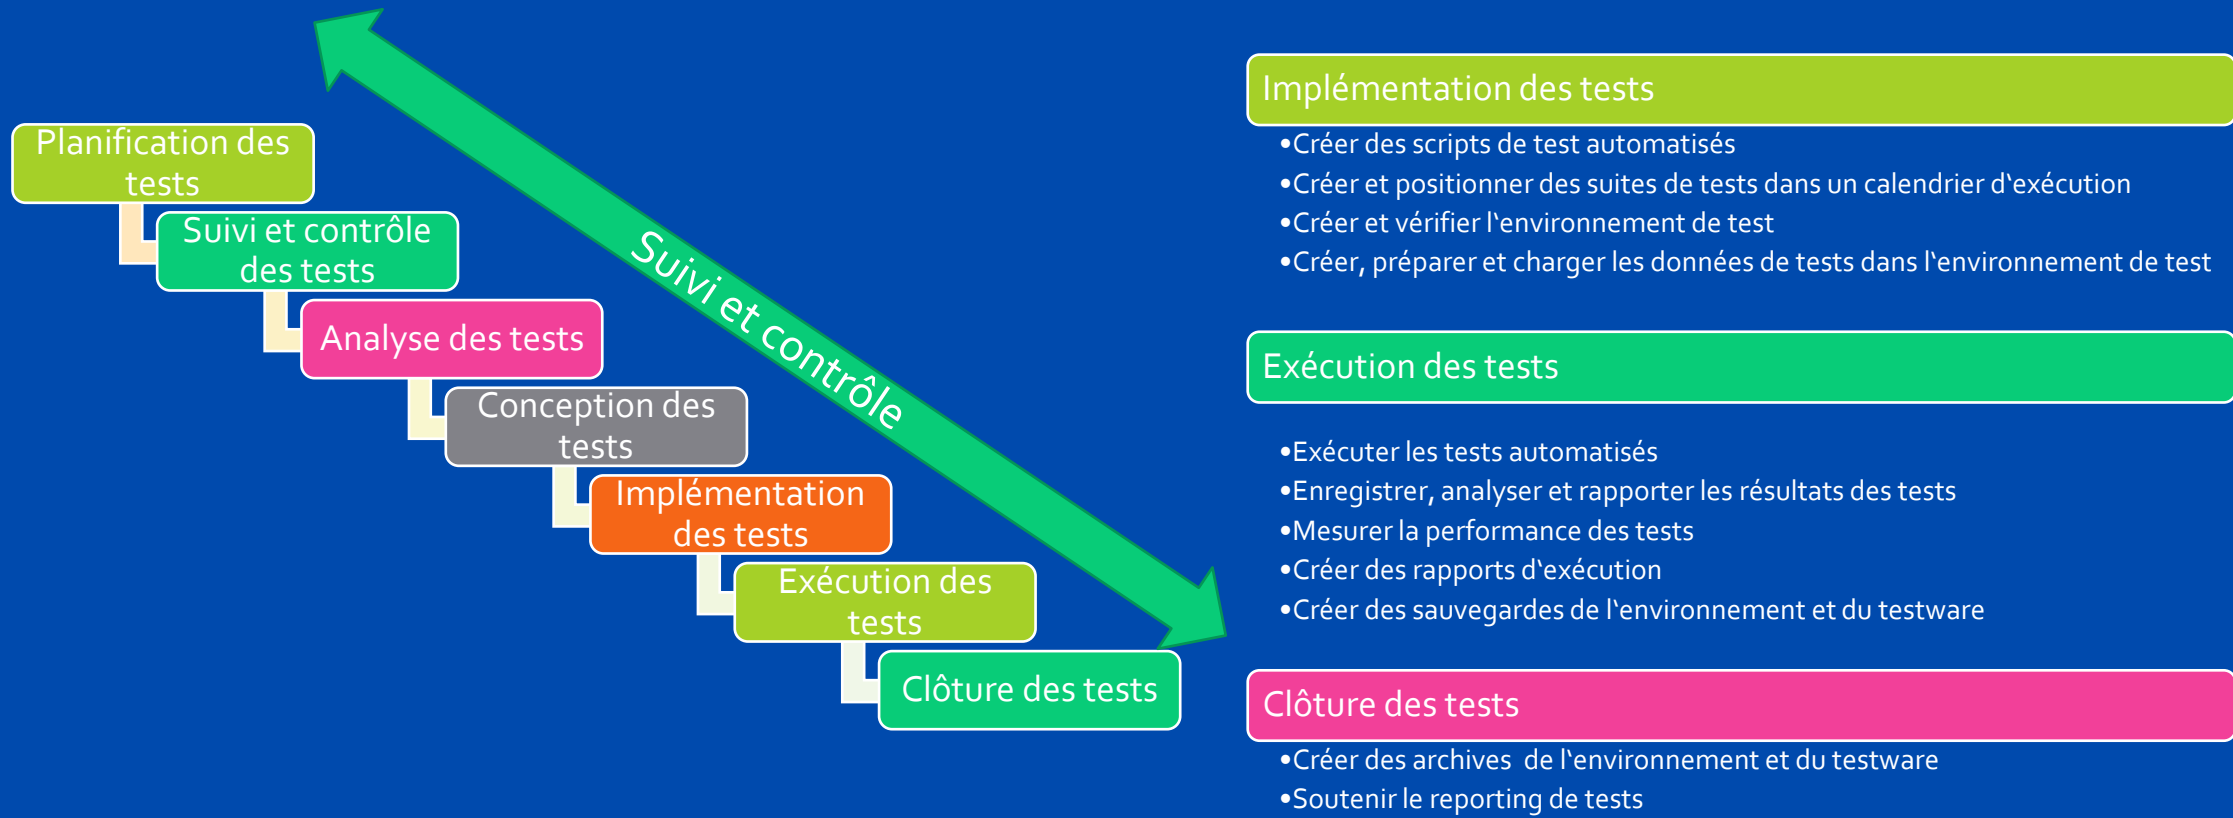 Planification des
tests
Suivi et contrôle
des tests
Analyse des tests
Conception des
tests
Implémentation
des tests
Exécution des
tests
Clôture des tests
Suivi et contrôle
Implémentation des tests
•Créer des scripts de test automatisés
•Créer et positionner des suites de tests dans un calendrier d‘exécution
•Créer et vérifier l‘environnement de test
•Créer, préparer et charger les données de tests dans l‘environnement de test
Exécution des tests
•Exécuter les tests automatisés
•Enregistrer, analyser et rapporter les résultats des tests
•Mesurer la performance des tests
•Créer des rapports d‘exécution
•Créer des sauvegardes de l‘environnement et du testware
Clôture des tests
•Créer des archives  de l‘environnement et du testware
•Soutenir le reporting de tests